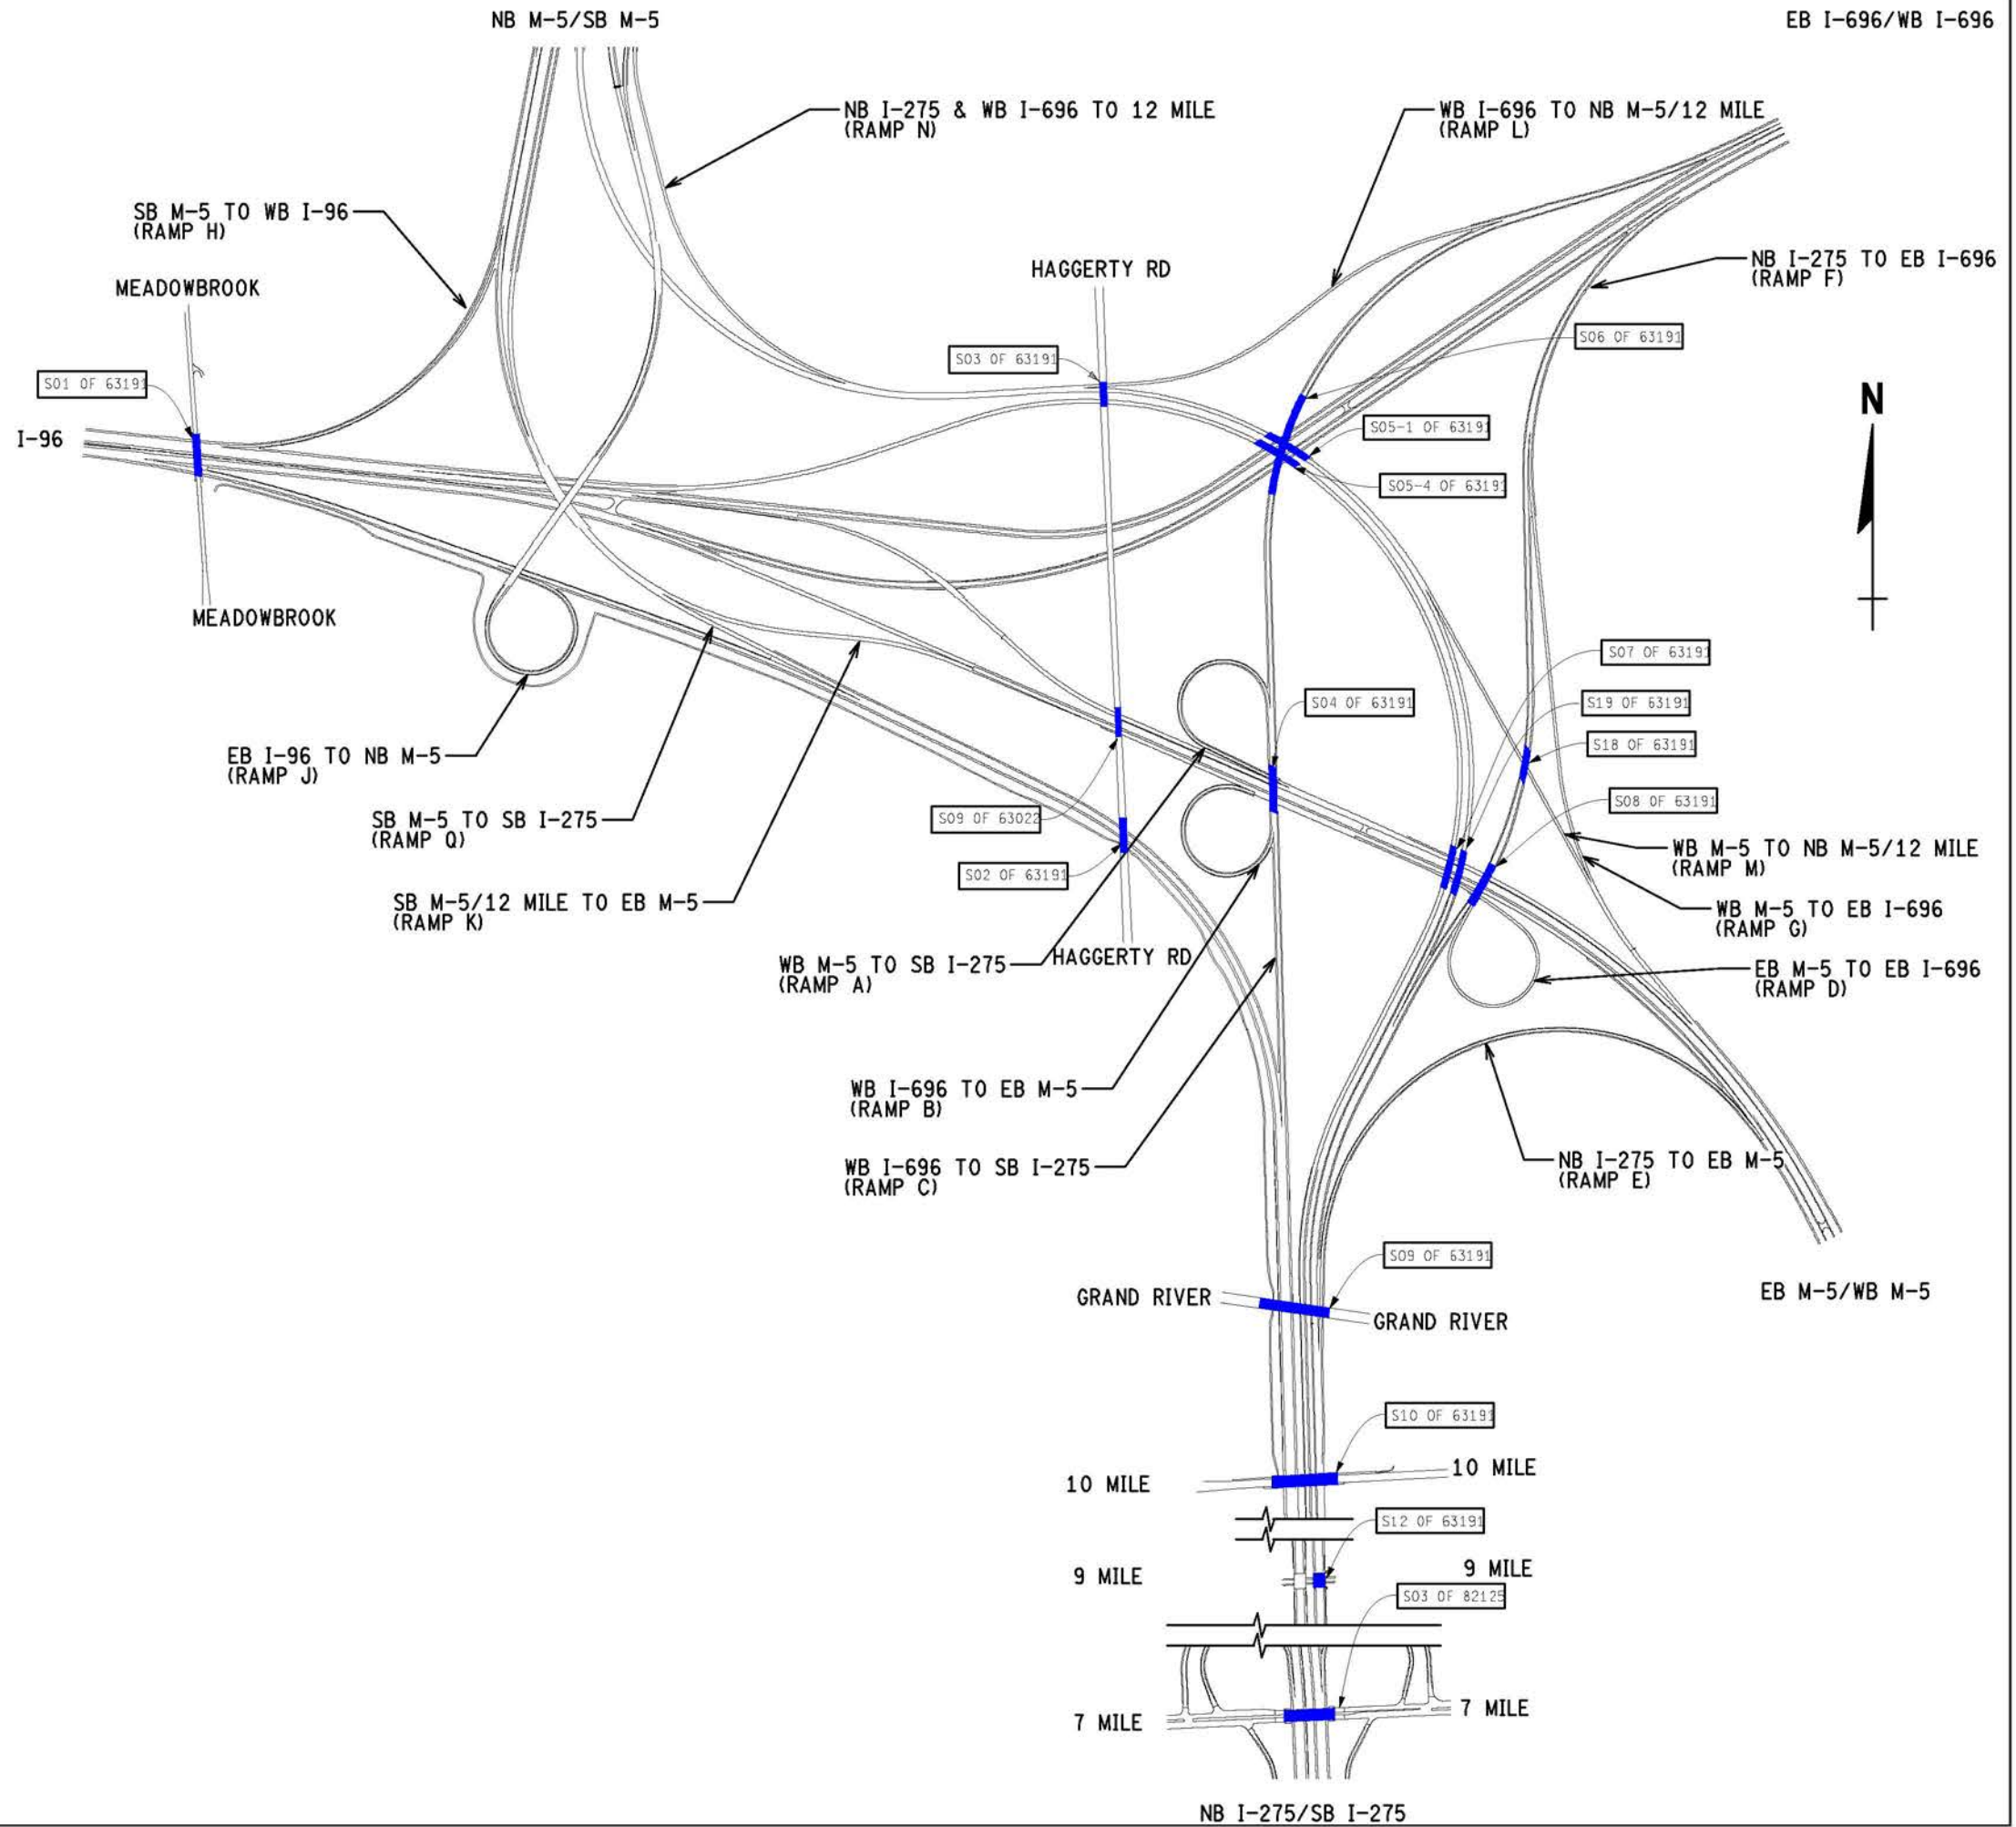 NB M-5/SB M-5
EB I-696/WB I-696
NB I-275 & WB I-696 TO 12 MILE
(RAMP N)
WB I-696 TO NB M-5/12 MILE
(RAMP L)
SB M-5 TO WB I-96
(RAMP H)
NB I-275 TO EB I-696
(RAMP F)
HAGGERTY RD
MEADOWBROOK
S06 OF 63191
S03 OF 63191
S01 OF 63191
N
I-96
S05-1 OF 63191
S05-4 OF 63191
MEADOWBROOK
S07 OF 63191
S19 OF 63191
S04 OF 63191
S18 OF 63191
EB I-96 TO NB M-5
(RAMP J)
S08 OF 63191
SB M-5 TO SB I-275
(RAMP Q)
S09 OF 63022
WB M-5 TO NB M-5/12 MILE
(RAMP M)
S02 OF 63191
SB M-5/12 MILE TO EB M-5
(RAMP K)
WB M-5 TO EB I-696
(RAMP G)
WB M-5 TO SB I-275
(RAMP A)
HAGGERTY RD
EB M-5 TO EB I-696
(RAMP D)
WB I-696 TO EB M-5
(RAMP B)
WB I-696 TO SB I-275
(RAMP C)
NB I-275 TO EB M-5
(RAMP E)
S09 OF 63191
EB M-5/WB M-5
GRAND RIVER
GRAND RIVER
S10 OF 63191
10 MILE
10 MILE
S12 OF 63191
9 MILE
9 MILE
S03 OF 82125
7 MILE
7 MILE
NB I-275/SB I-275